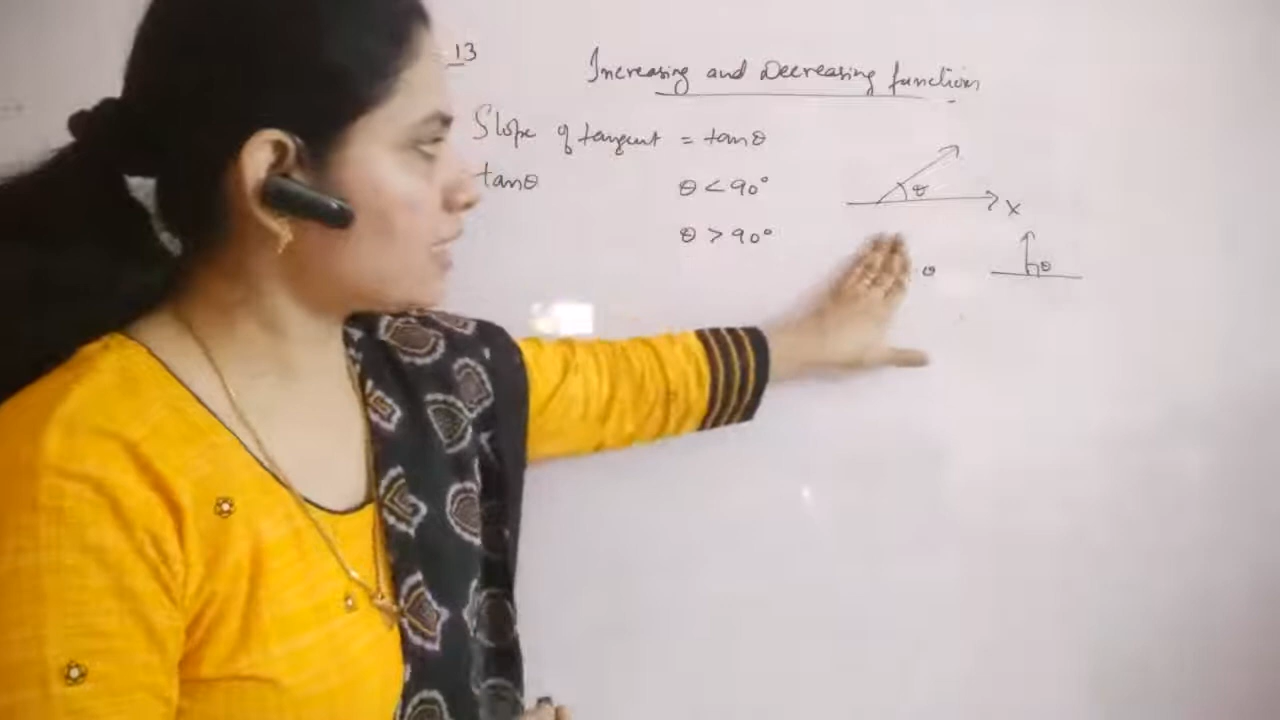 13
Increasing and Decreasing functions
Slope of tangent = tanθ
tanθ
θ < 90°
θ > 90°
θ
X
θ
θ